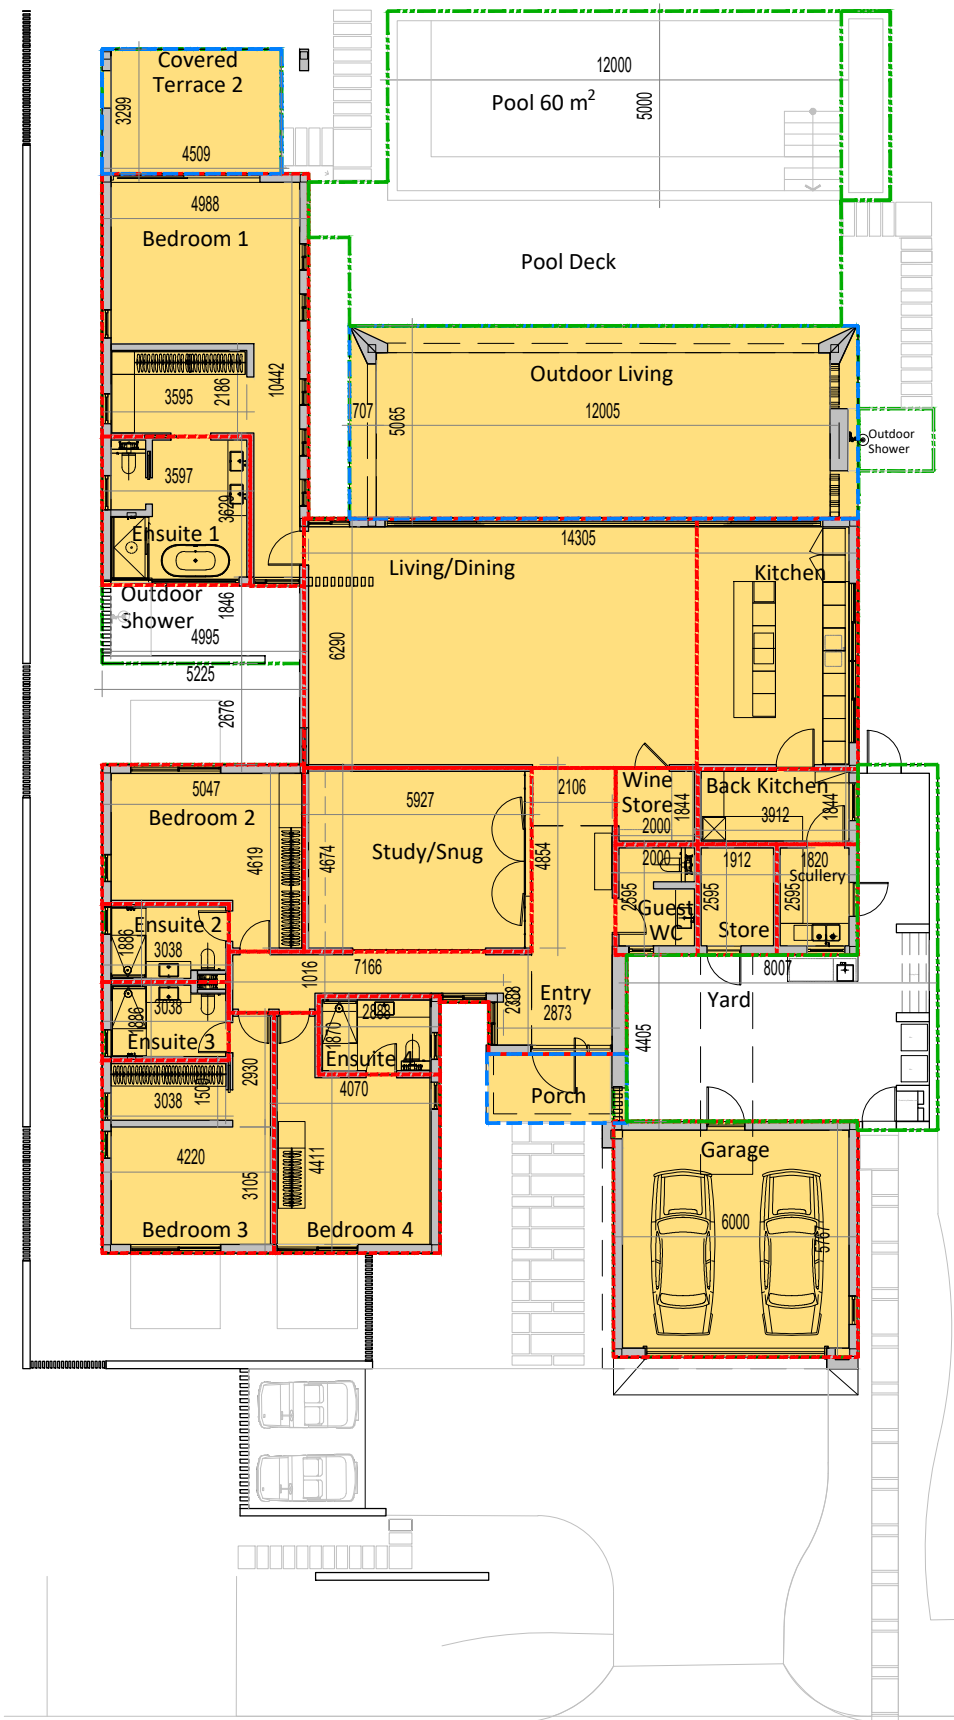 Covered
Terrace 2
3299
4509
12000
Pool 60 m²
5000
4988
Bedroom 1
Pool Deck
Outdoor Living
3595
2186
10442
707
5065
12005
Outdoor
Shower
3597
3629
Ensuite 1
14305
Living/Dining
Kitchen
Outdoor
Shower
1846
4995
6290
5225
2676
5047
Bedroom 2
4619
5927
4674
Study/Snug
2106
4854
Wine
Store
2000
1844
Back Kitchen
3912
1844
2000
2595
Guest
WC
1912
2595
Store
1820
Scullery
2595
Ensuite 2
1886
3038
3038
1886
Ensuite 3
7166
1016
Entry
2873
8007
Yard
4405
1870
Ensuite 4
4070
2930
3038
1500
Porch
4220
3105
Bedroom 3
4411
Bedroom 4
Garage
6000
5767